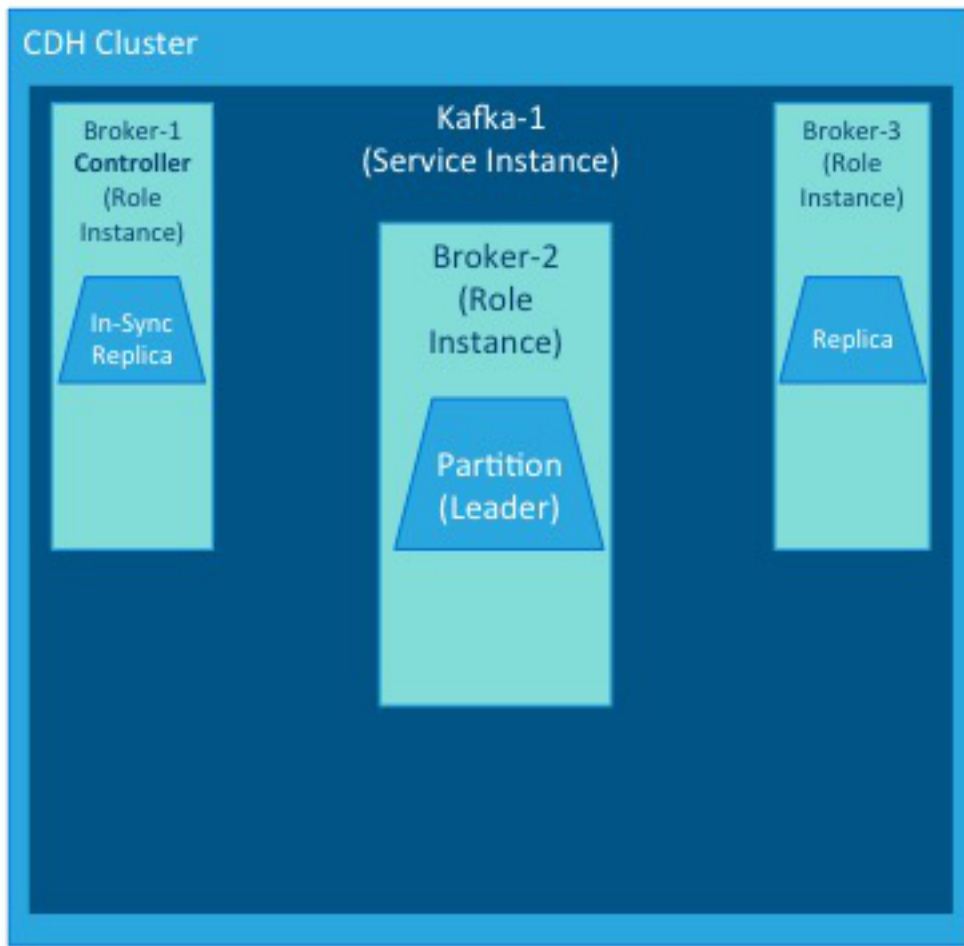 CDH Cluster
Kafka-1
(Service Instance)
Broker-1
Controller
(Role
Instance)
In-Sync
Replica
Broker-2
(Role
Instance)
Partition
(Leader)
Broker-3
(Role
Instance)
Replica